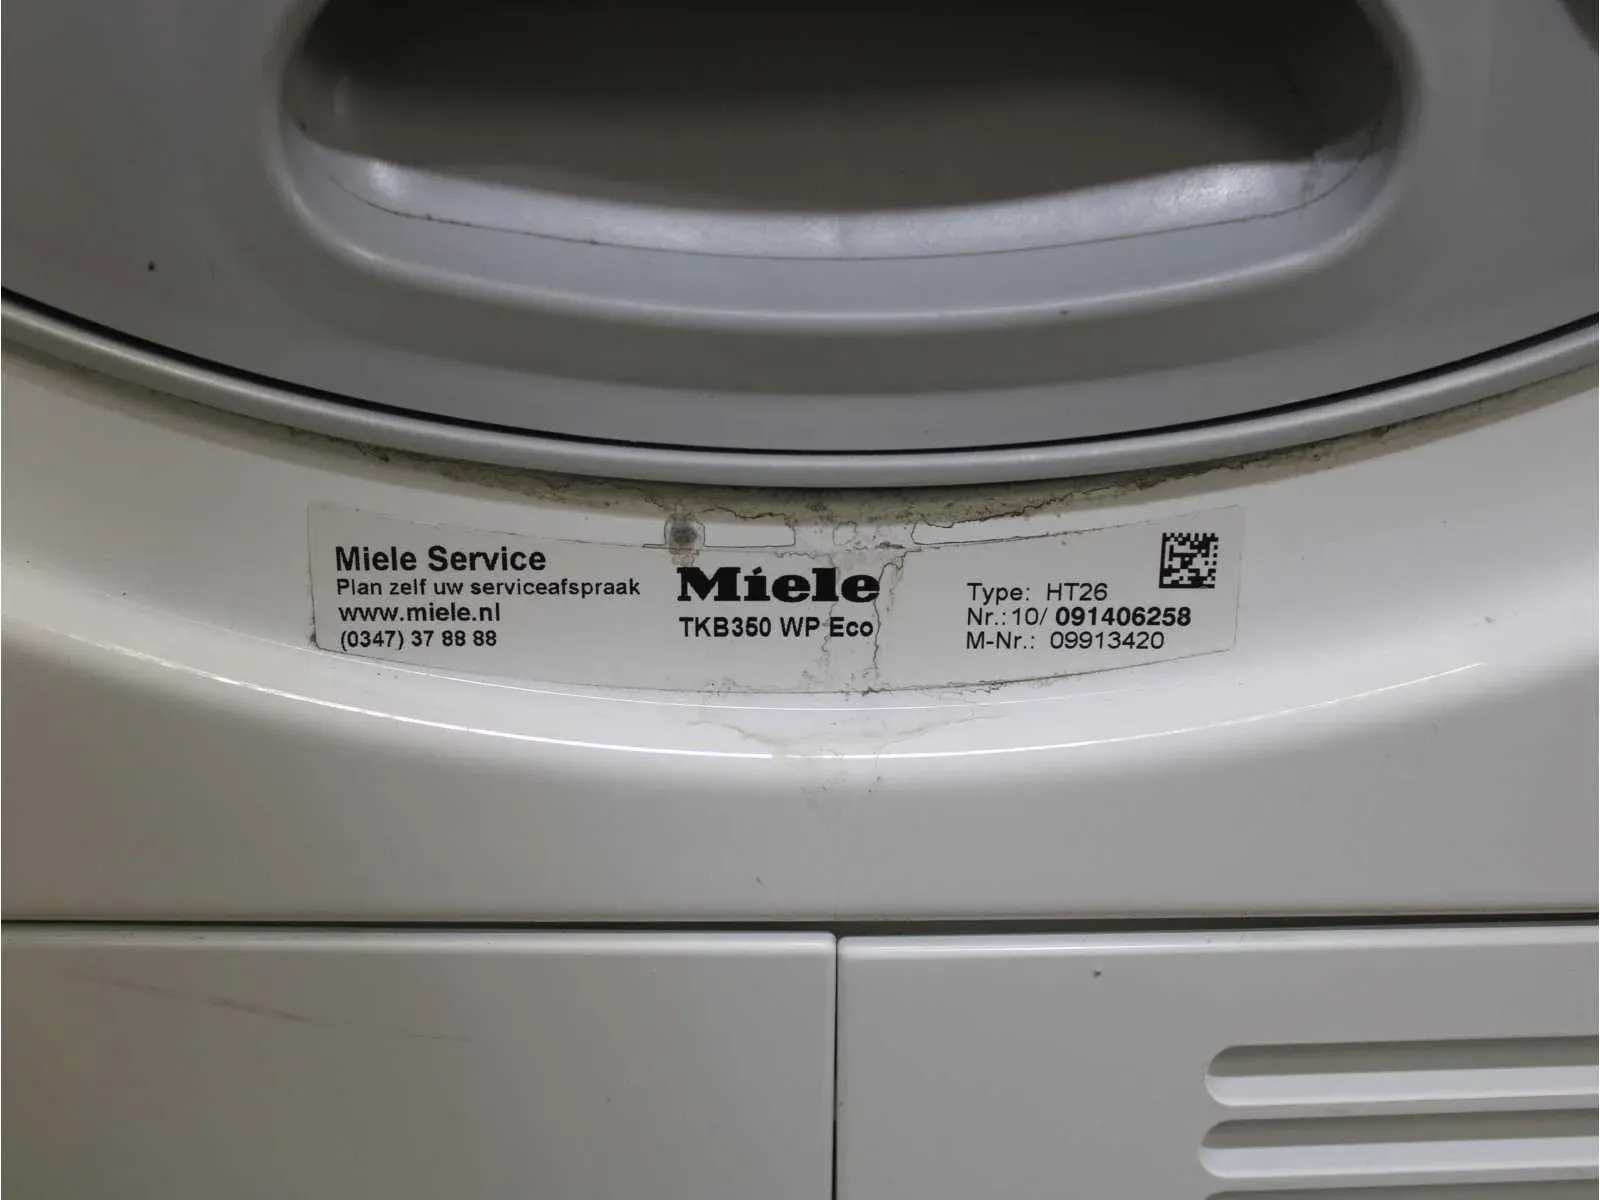 Miele Service
Plan zelf uw serviceafspraak
www.miele.nl
(0347) 37 88 88
Miele
TKB350 WP Eco
Type: HT26
Nr.: 10/ 091406258
M-Nr.: 09913420